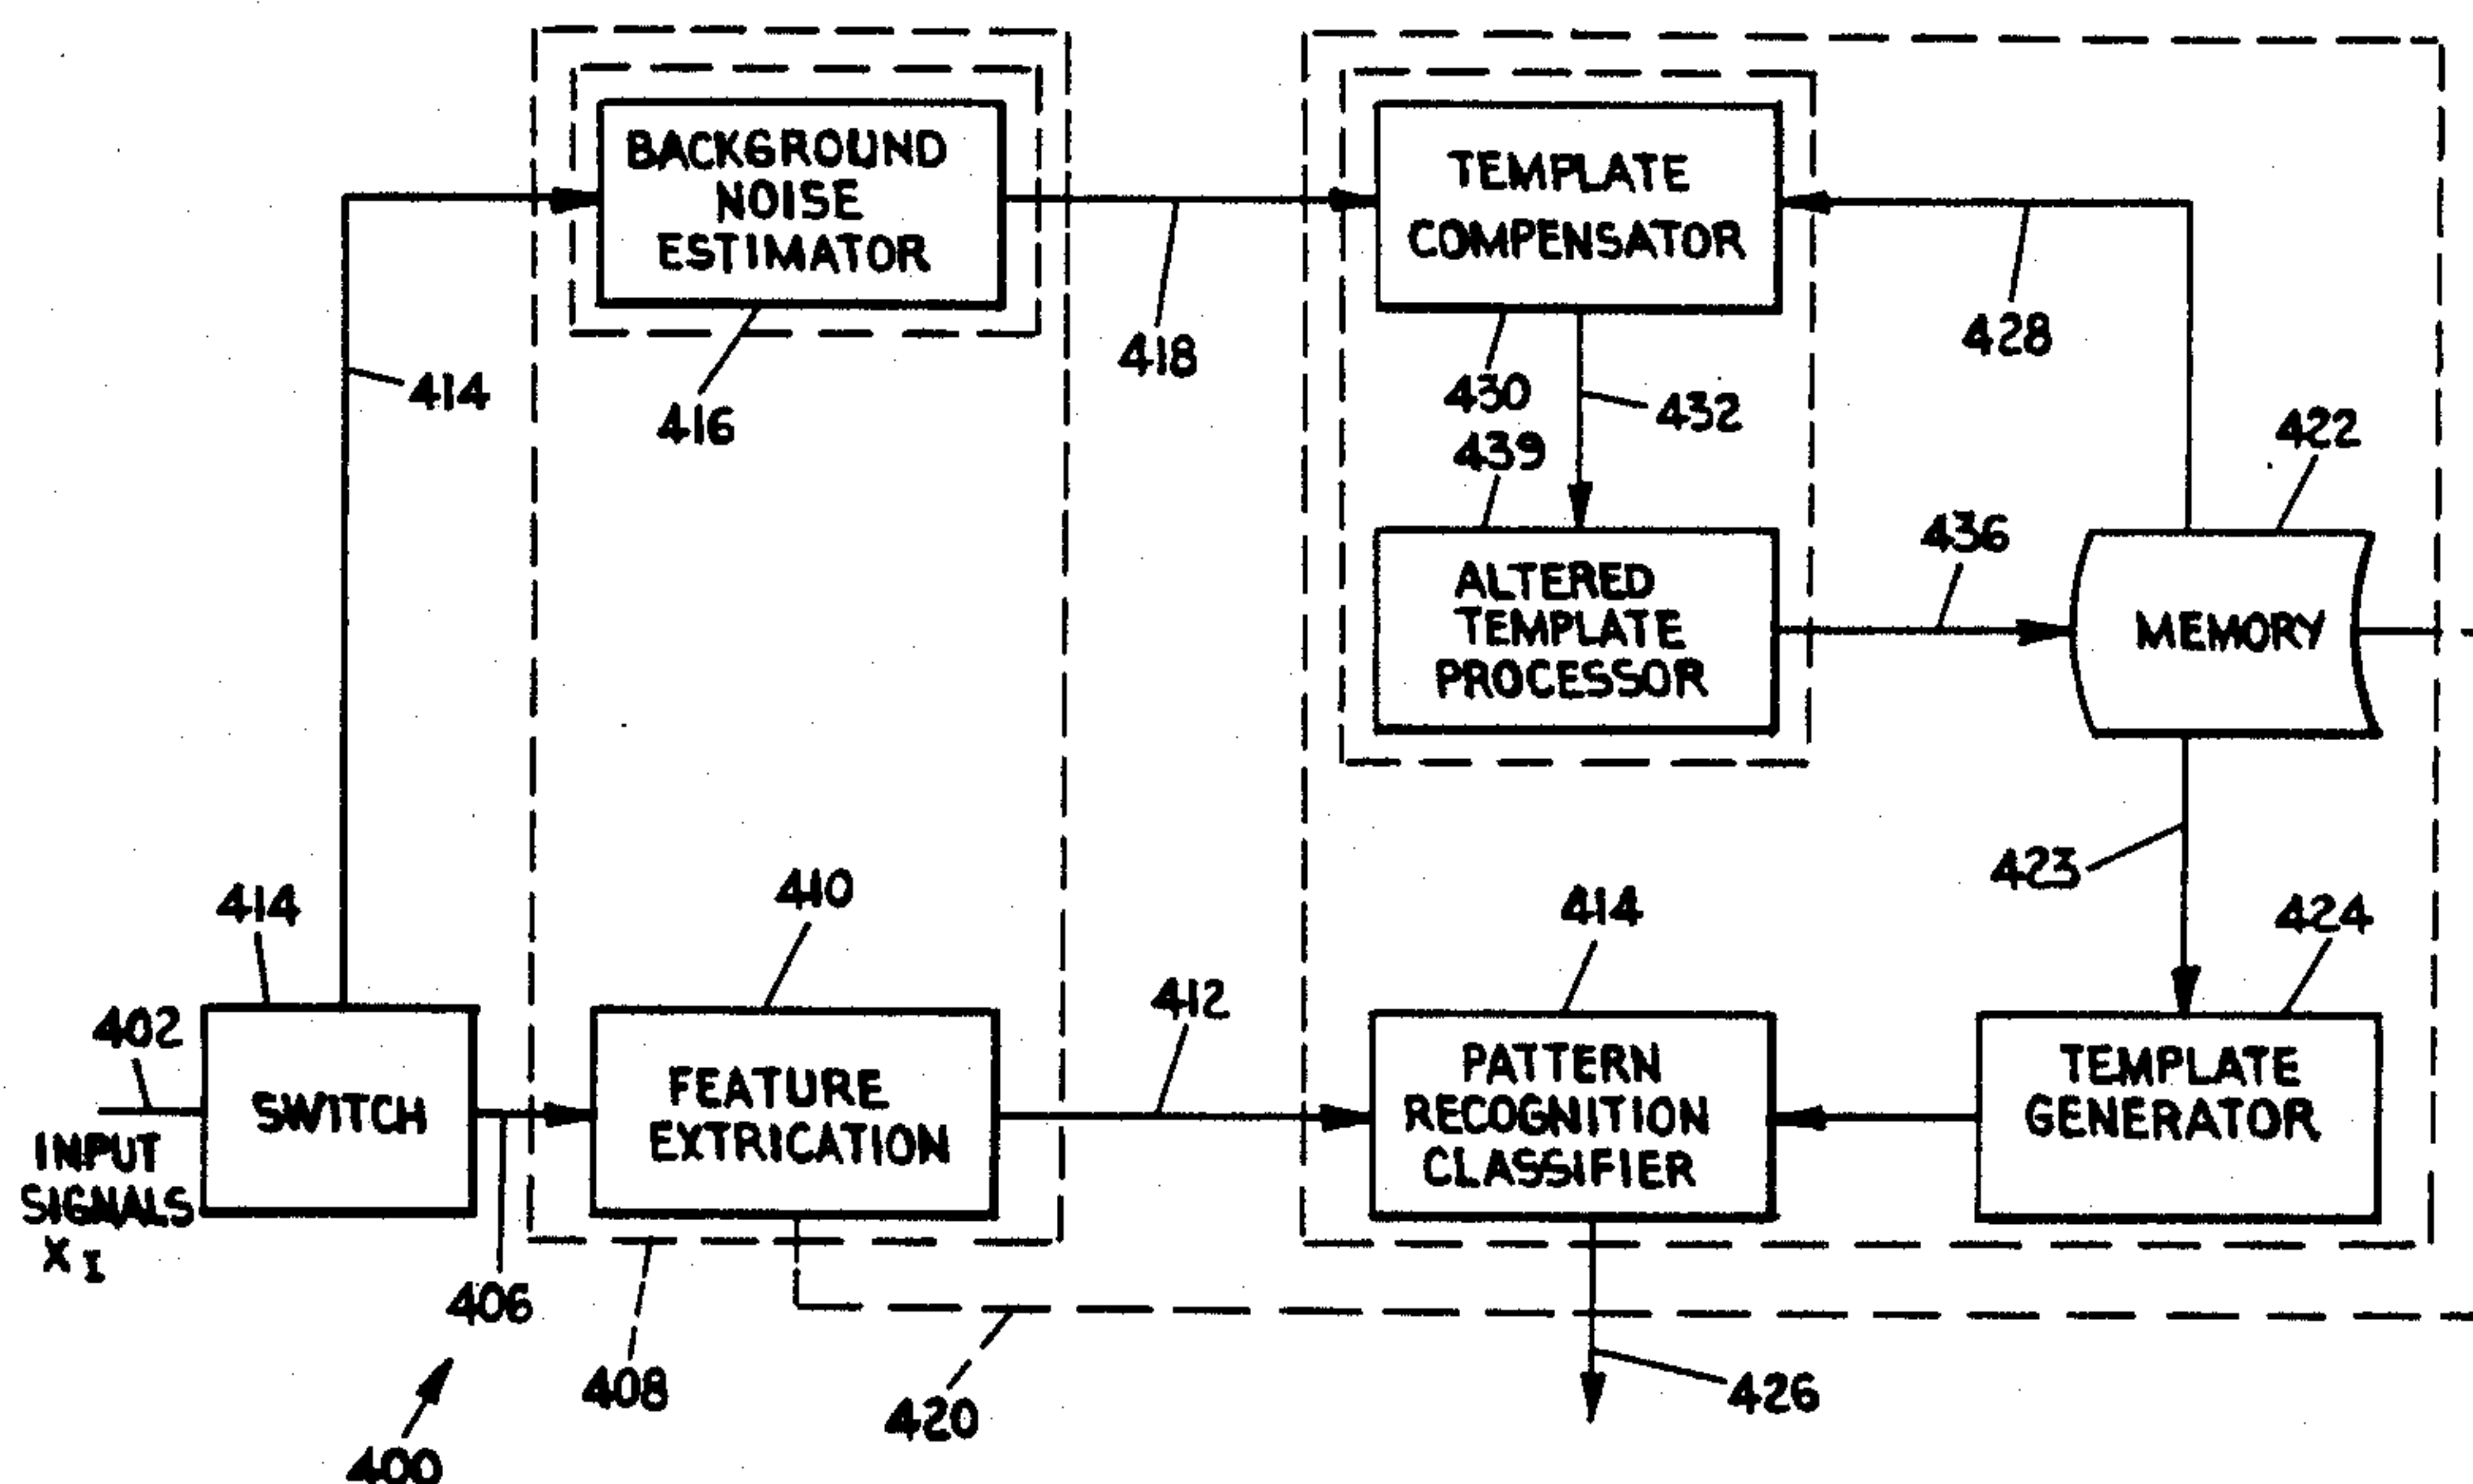 BACKGROUND
NOISE
ESTIMATOR
TEMPLATE
COMPENSATOR
414
416
418
430
432
428
439
422
436
ALTERED
TEMPLATE
PROCESSOR
MEMORY
423
414
410
414
424
402
412
SWITCH
INPUT
SIGNALS
X I
FEATURE
EXTRICATION
PATTERN
RECOGNITION
CLASSIFIER
TEMPLATE
GENERATOR
406
408
420
426
400